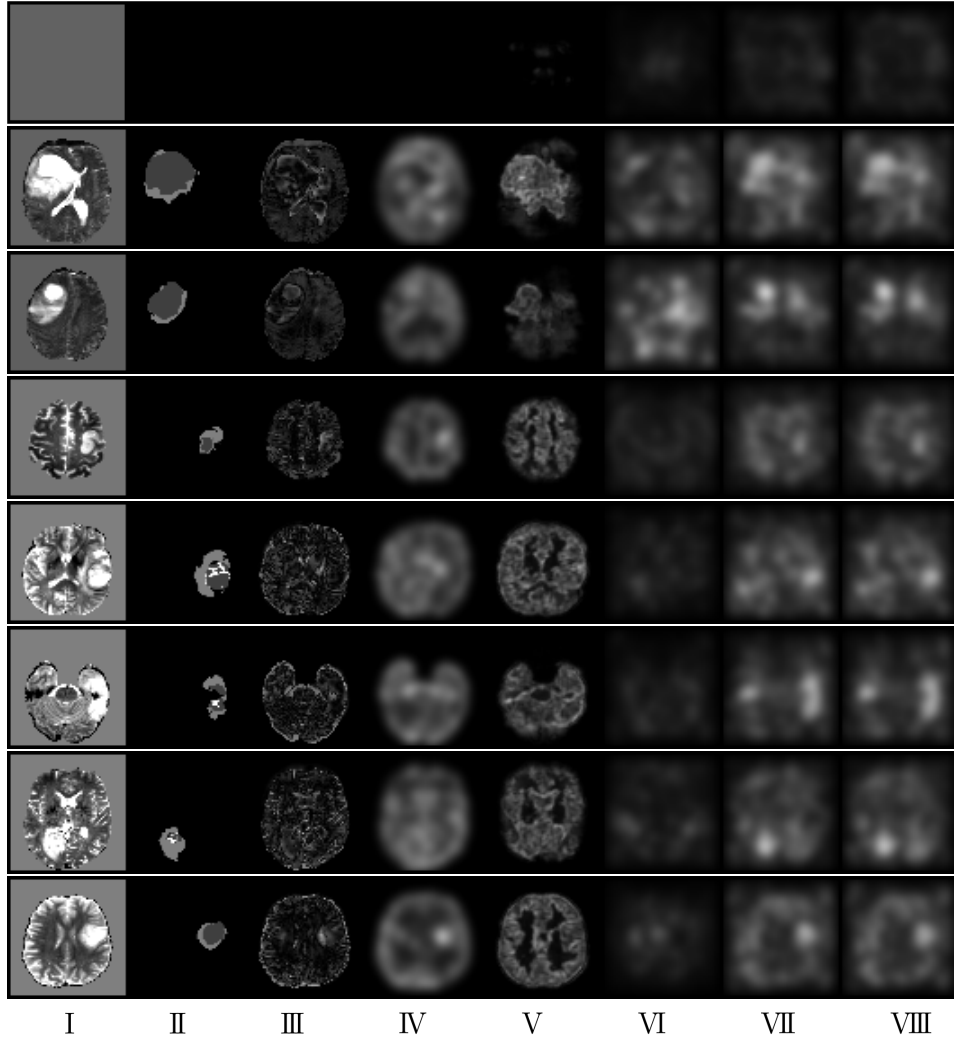 Ⅰ Ⅱ Ⅲ Ⅳ Ⅴ Ⅵ Ⅶ Ⅷ